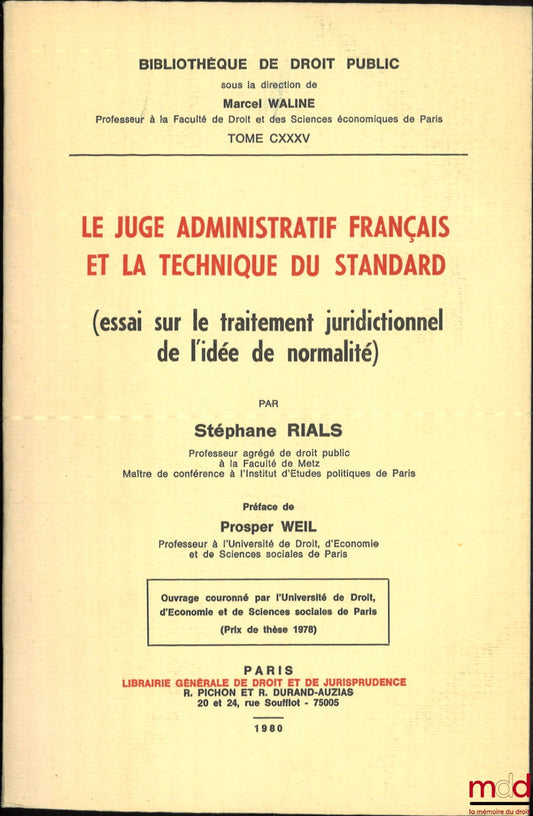 BIBLIOTHÈQUE DE DROIT PUBLIC
sous la direction de
Marcel WALINE
Professeur à la Faculté de Droit et des Sciences économiques de Paris
TOME CXXXV
LE JUGE ADMINISTRATIF FRANÇAIS
ET LA TECHNIQUE DU STANDARD
(essai sur le traitement juridictionnel
de l'idée de normalité)
PAR
Stéphane RIALS
Professeur agrégé de droit public
à la Faculté de Metz
Maître de conférence à l'Institut d'Etudes politiques de Paris
Préface de
Prosper WEIL
Professeur à l'Université de Droit, d'Economie
et de Sciences sociales de Paris
Ouvrage couronné par l'Université de Droit,
d'Economie et de Sciences sociales de Paris
(Prix de thèse 1978)
PARIS
LIBRAIRIE GÉNÉRALE DE DROIT ET DE JURISPRUDENCE
R. PICHON ET R. DURAND-AUZIAS
20 et 24, rue Soufflot - 75005
1980
mdd
la mémoire du droit